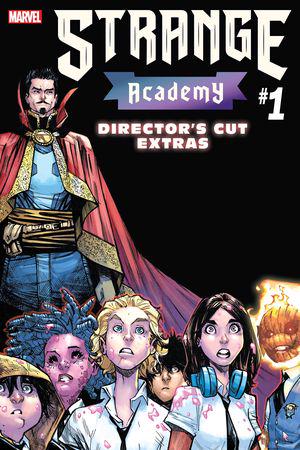 MARVEL
STRANGE
Academy
#1
DIRECTOR'S CUT
EXTRAS